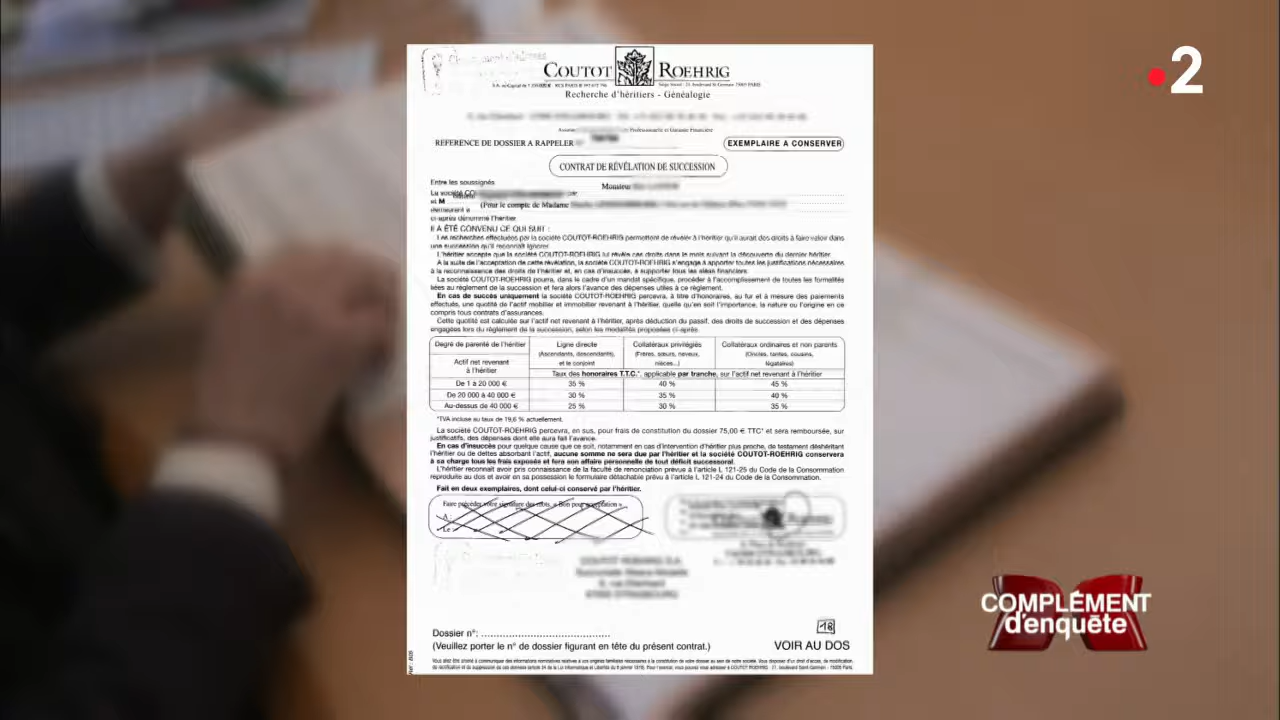 2
COUTOT ROEHRIG
Recherche d'héritiers - Généalogie
Professionnelle et Garantie Financière
REFERENCE DE DOSSIER A RAPPELER
EXEMPLAIRE A CONSERVER
CONTRAT DE RÉVÉLATION DE SUCCESSION
Entre les soussignés
Monsieur
La société CO
et M (Pour le compte de Madame
demeurant à
ci-après dénommé l'héritier
IL A ÉTÉ CONVENU CE QUI SUIT :
Les recherches effectuées par la société COUTOT-ROEHRIG permettent de révéler à l'héritier qu'il aurait des droits à faire valoir dans
une succession qu'il reconnaît ignorer.
L'héritier accepte que la société COUTOT-ROEHRIG lui révèle ces droits dans le mois suivant la découverte du dernier héritier.
A la suite de l'acceptation de cette révélation, la société COUTOT-ROEHRIG s'engage à apporter toutes les justifications nécessaires
à la reconnaissance des droits de l'héritier et, en cas d'insuccès, à supporter tous les aléas financiers.
La société COUTOT-ROEHRIG pourra, dans le cadre d'un mandat spécifique, procéder à l'accomplissement de toutes les formalités
liées au règlement de la succession et fera alors l'avance des dépenses utiles à ce règlement.
En cas de succès uniquement la société COUTOT-ROEHRIG percevra, à titre d'honoraires, au fur et à mesure des paiements
effectués, une quotité de l'actif mobilier et immobilier revenant à l'héritier, quelle qu'en soit l'importance, la nature ou l'origine en ce
compris tous contrats d'assurances.
Cette quotité est calculée sur l'actif net revenant à l'héritier, après déduction du passif, des droits de succession et des dépenses
engagées lors du règlement de la succession, selon les modalités proposées ci-après.
Degré de parenté de l'héritier Ligne directe Collatéraux privilégiés Collatéraux ordinaires et non parents
(Ascendants, descendants, (Frères, sœurs, neveux, (Oncles, tantes, cousins,
et le conjoint nièces...) légataires)
Actif net revenant
à l'héritier
Taux des honoraires T.T.C.*, applicable par tranche, sur l'actif net revenant à l'héritier
De 1 à 20 000 € 35 % 40 % 45 %
De 20 000 à 40 000 € 30 % 35 % 40 %
Au-dessus de 40 000 € 25 % 30 % 35 %
*TVA incluse au taux de 19,6 % actuellement.
La société COUTOT-ROEHRIG percevra, en sus, pour frais de constitution du dossier 75,00 € TTC* et sera remboursée, sur
justificatifs, des dépenses dont elle aura fait l'avance.
En cas d'insuccès pour quelque cause que ce soit, notamment en cas d'intervention d'héritier plus proche, de testament déshéritant
l'héritier ou de dettes absorbant l'actif, aucune somme ne sera due par l'héritier et la société COUTOT-ROEHRIG conservera
à sa charge tous les frais exposés et fera son affaire personnelle de tout déficit successoral.
L'héritier reconnaît avoir pris connaissance de la faculté de renonciation prévue à l'article L 121-25 du Code de la Consommation
reproduite au dos et avoir en sa possession le formulaire détachable prévu à l'article L 121-24 du Code de la Consommation.
Fait en deux exemplaires, dont celui-ci conservé par l'héritier.
Faire précéder votre signature des mots, « Bon pour acceptation ».
A :
Le :
18
Dossier n°: ........................................
(Veuillez porter le n° de dossier figurant en tête du présent contrat.)
VOIR AU DOS
COMPLÉMENT
d'enquête